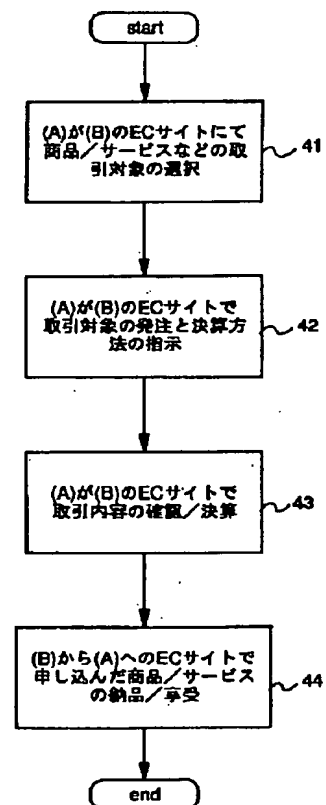 start
(A)が(B)のECサイトにて
商品／サービスなどの取
引対象の選択
41
(A)が(B)のECサイトで
取引対象の発注と決算方
法の指示
42
(A)が(B)のECサイトで
取引内容の確認／決算
43
(B)から(A)へのECサイトで
申し込んだ商品／サービス
の納品／享受
44
end